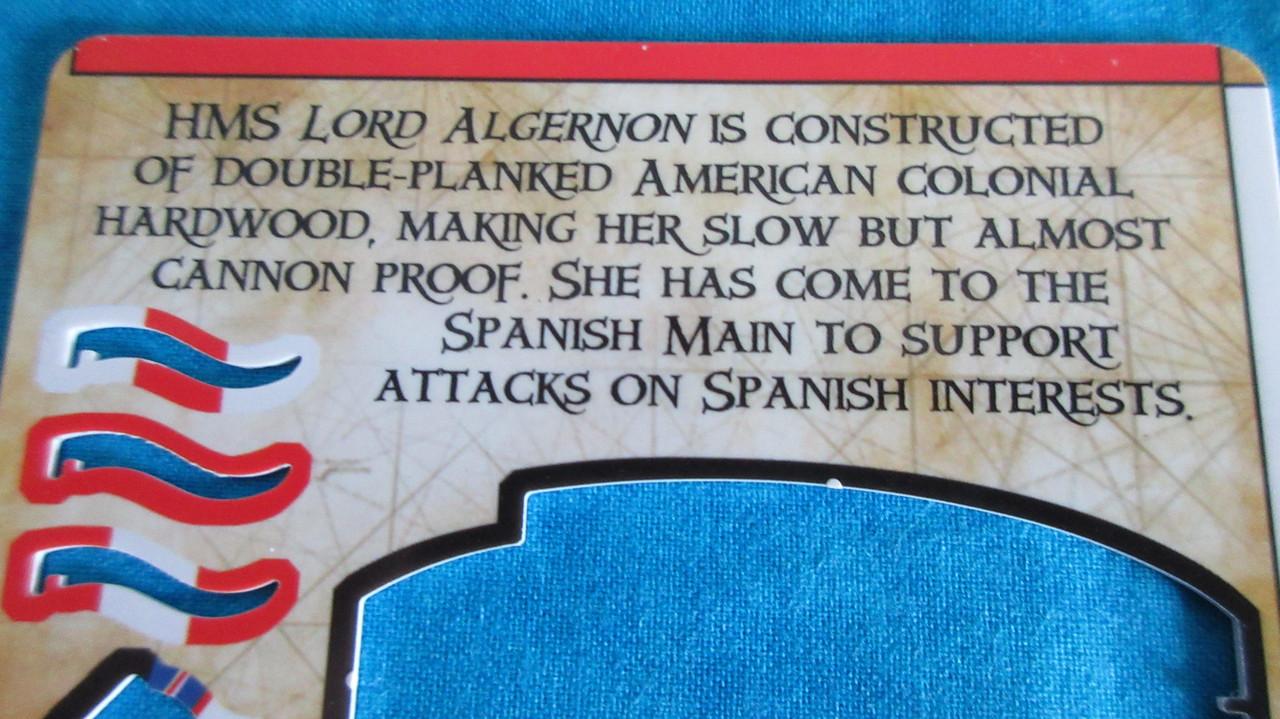 HMS LORD ALGERNON IS CONSTRUCTED
OF DOUBLE-PLANKED AMERICAN COLONIAL
HARDWOOD, MAKING HER SLOW BUT ALMOST
CANNON PROOF. SHE HAS COME TO THE
SPANISH MAIN TO SUPPORT
ATTACKS ON SPANISH INTERESTS.